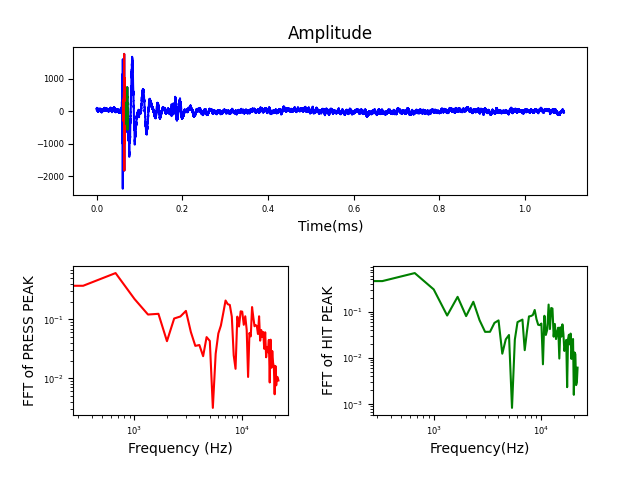 Amplitude
1000
0
−1000
−2000
0.0 0.2 0.4 0.6 0.8 1.0
Time(ms)
FFT of PRESS PEAK
10⁻¹
10⁻²
10³ 10⁴
Frequency (Hz)
FFT of HIT PEAK
10⁻¹
10⁻²
10⁻³
10³ 10⁴
Frequency(Hz)